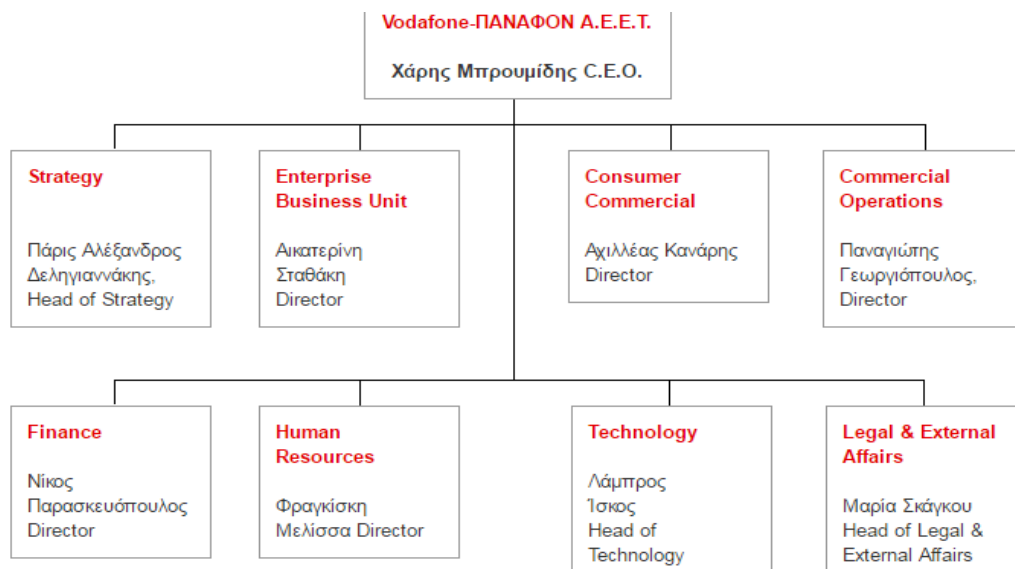 Vodafone-ΠΑΝΑΦΟΝ Α.Ε.Ε.Τ.
Χάρης Μπρουμίδης C.E.O.
Strategy
Πάρις Αλέξανδρος
Δεληγιαννάκης,
Head of Strategy
Enterprise
Business Unit
Αικατερίνη
Σταθάκη
Director
Consumer
Commercial
Αχιλλέας Κανάρης
Director
Commercial
Operations
Παναγιώτης
Γεωργιόπουλος,
Director
Finance
Νίκος
Παρασκευόπουλος
Director
Human
Resources
Φραγκίσκη
Μελίσσα Director
Technology
Λάμπρος
Ίσκος
Head of
Technology
Legal & External
Affairs
Μαρία Σκάγκου
Head of Legal &
External Affairs